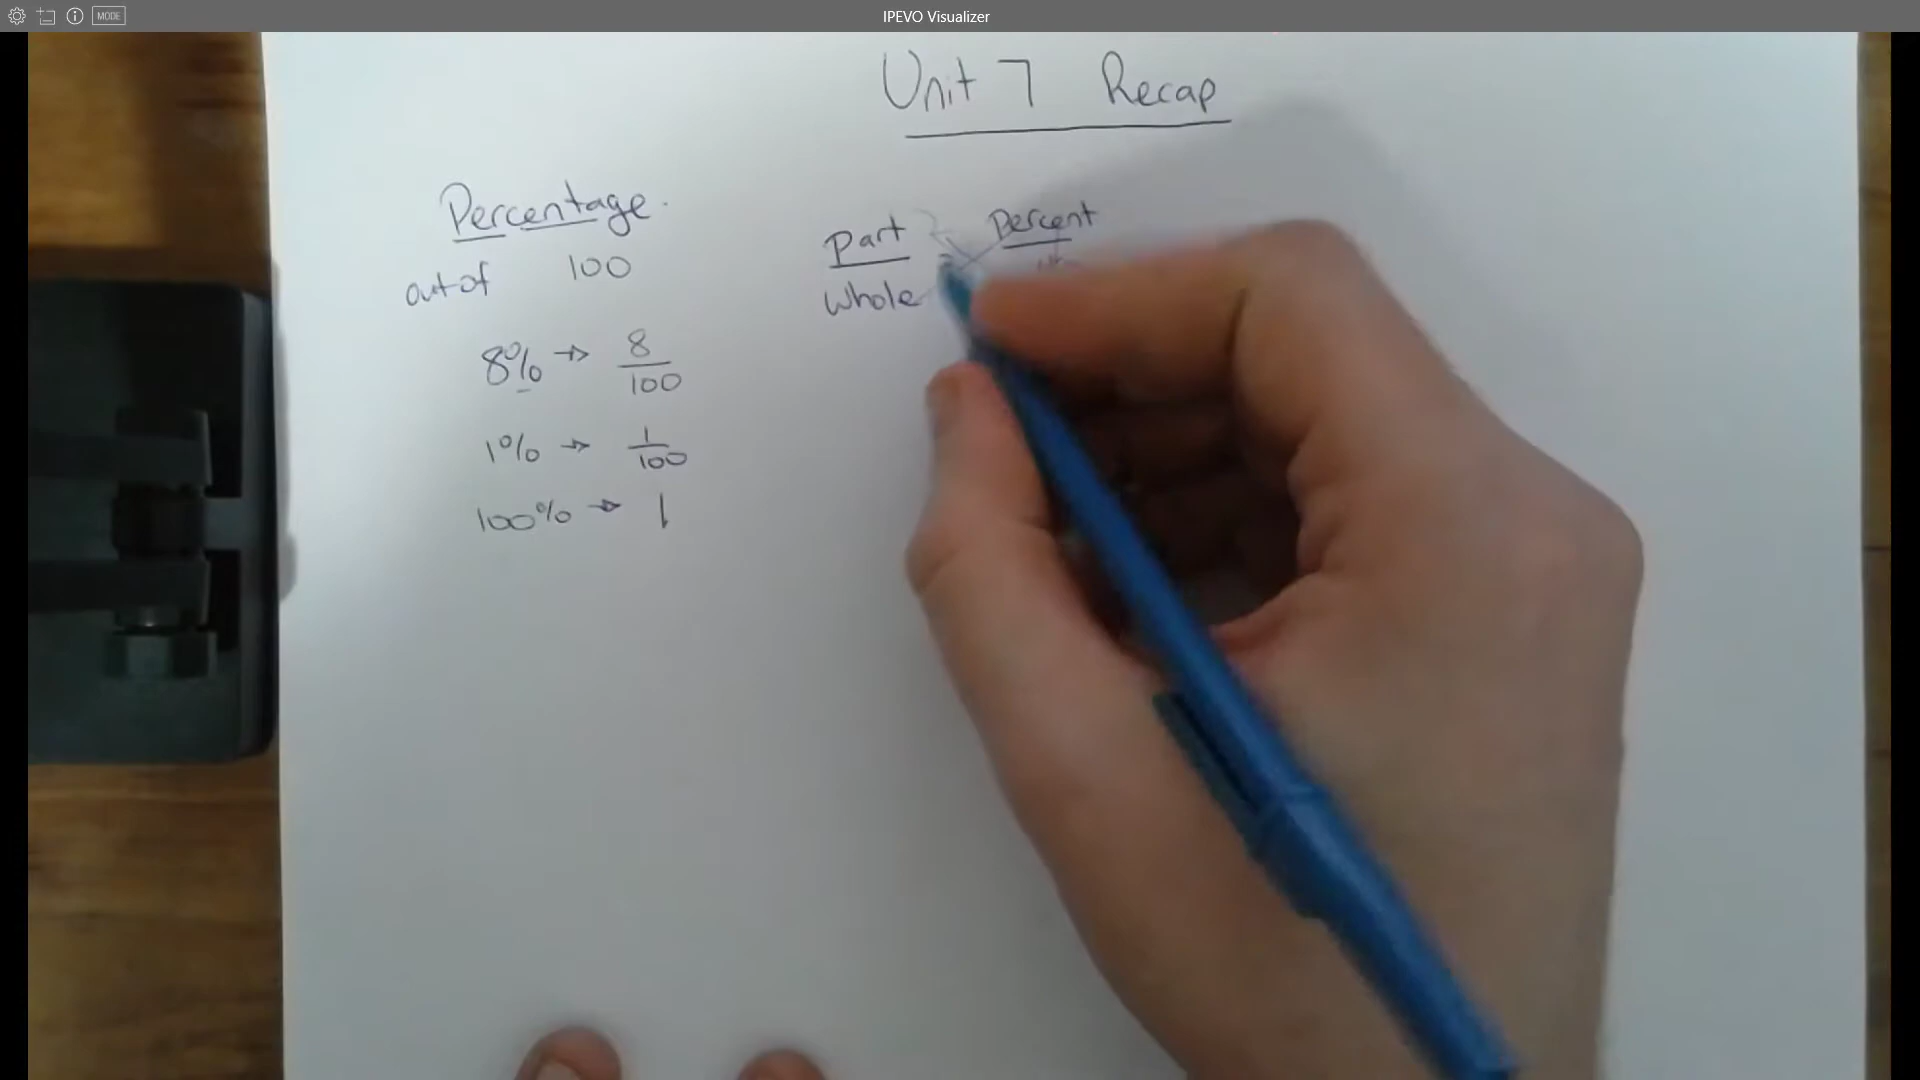 MODE
IPEVO Visualizer
Unit 7 Recap
Percentage.
out of 100
8% → 8/100
1% → 1/100
100% → 1
Part Percent
Whole